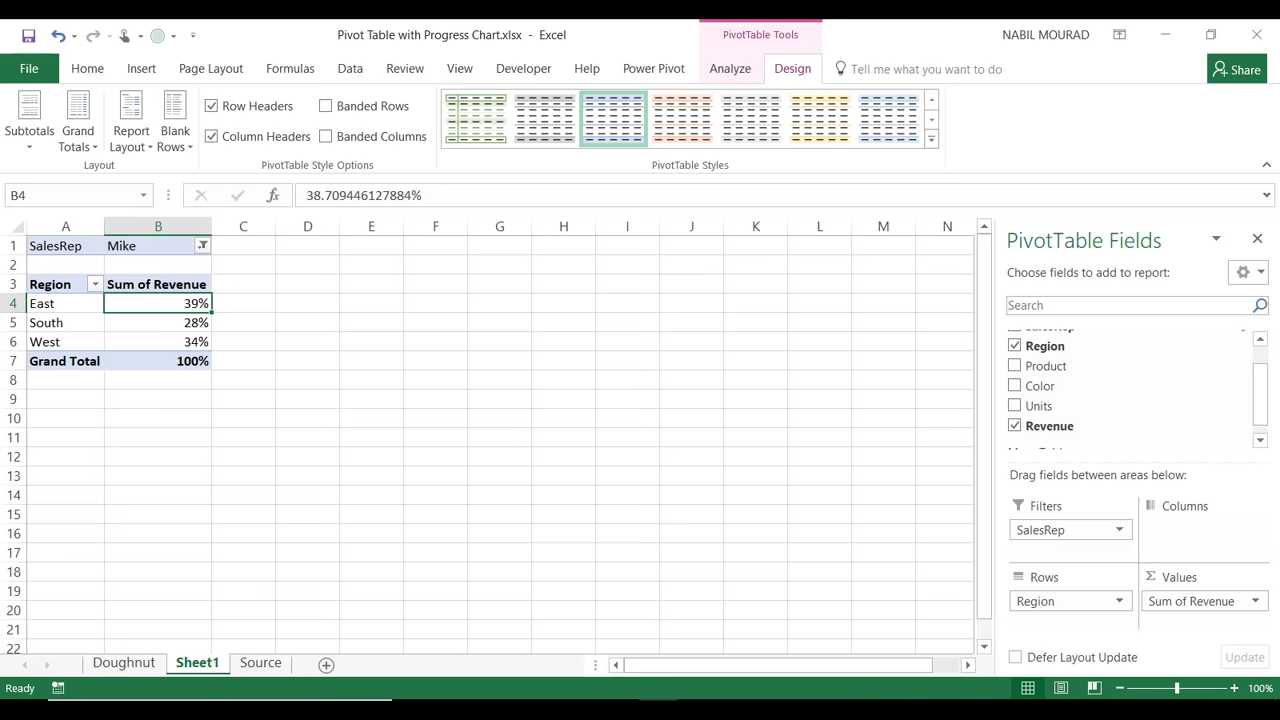 Pivot Table with Progress Chart.xlsx - Excel
PivotTable Tools
NABIL MOURAD
File
Home
Insert
Page Layout
Formulas
Data
Review
View
Developer
Help
Power Pivot
Analyze
Design
Tell me what you want to do
Share
Subtotals
Grand Totals
Report Layout
Blank Rows
Row Headers
Banded Rows
Column Headers
Banded Columns
Layout
PivotTable Style Options
PivotTable Styles
B4
fx
38.709446127884%
A B C D E F G H I J K L M N
1 SalesRep Mike
2
3 Region Sum of Revenue
4 East 39%
5 South 28%
6 West 34%
7 Grand Total 100%
8
9
10
11
12
13
14
15
16
17
18
19
20
21
22
PivotTable Fields
Choose fields to add to report:
Search
Region
Product
Color
Units
Revenue
Drag fields between areas below:
Filters
Columns
SalesRep
Rows
Σ Values
Region
Sum of Revenue
Defer Layout Update
Update
Doughnut
Sheet1
Source
Ready
100%